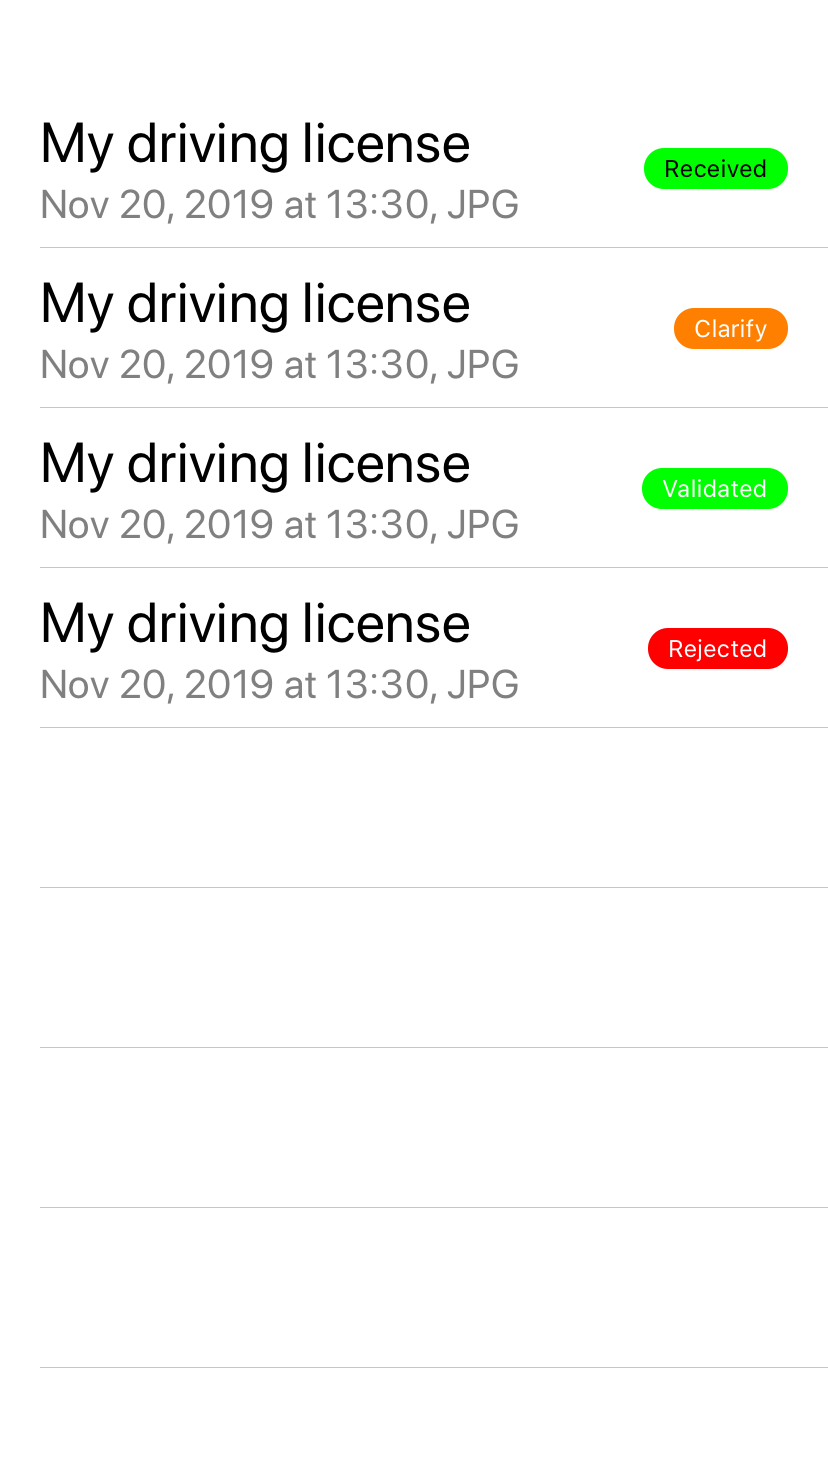 My driving license
Received
Nov 20, 2019 at 13:30, JPG
My driving license
Clarify
Nov 20, 2019 at 13:30, JPG
My driving license
Validated
Nov 20, 2019 at 13:30, JPG
My driving license
Rejected
Nov 20, 2019 at 13:30, JPG